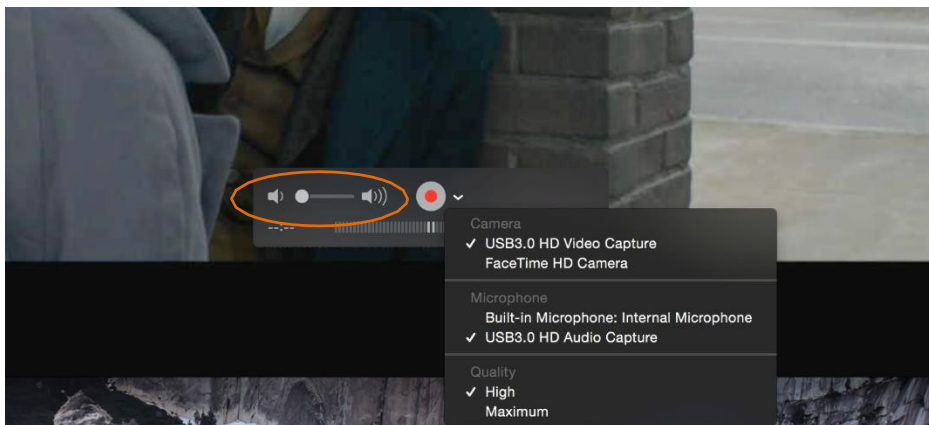 --:--
Camera
✓ USB3.0 HD Video Capture
FaceTime HD Camera
Microphone
Built-in Microphone: Internal Microphone
✓ USB3.0 HD Audio Capture
Quality
✓ High
Maximum